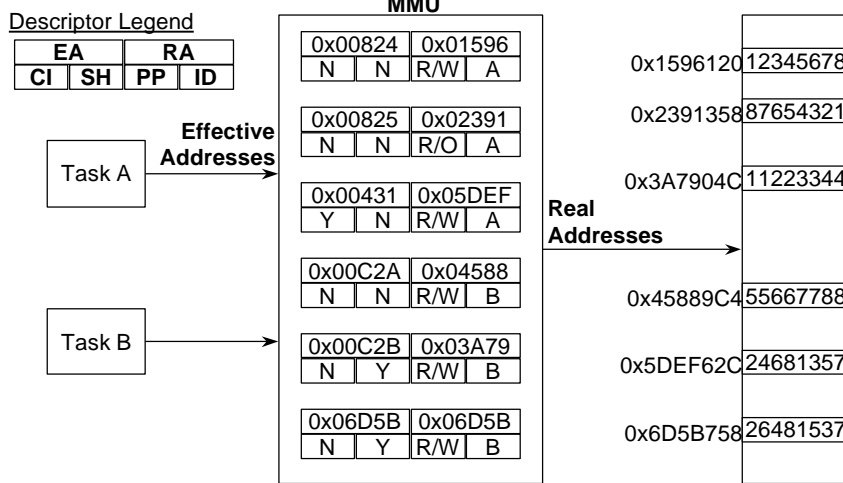 MMU
Descriptor Legend
EA RA
CI SH PP ID
0x00824 0x01596
N N R/W A
0x00825 0x02391
N N R/O A
0x00431 0x05DEF
Y N R/W A
0x00C2A 0x04588
N N R/W B
0x00C2B 0x03A79
N Y R/W B
0x06D5B 0x06D5B
N Y R/W B
Effective
Addresses
Task A
Task B
Real
Addresses
0x1596120 12345678
0x2391358 87654321
0x3A7904C 11223344
0x45889C4 55667788
0x5DEF62C 24681357
0x6D5B758 26481537